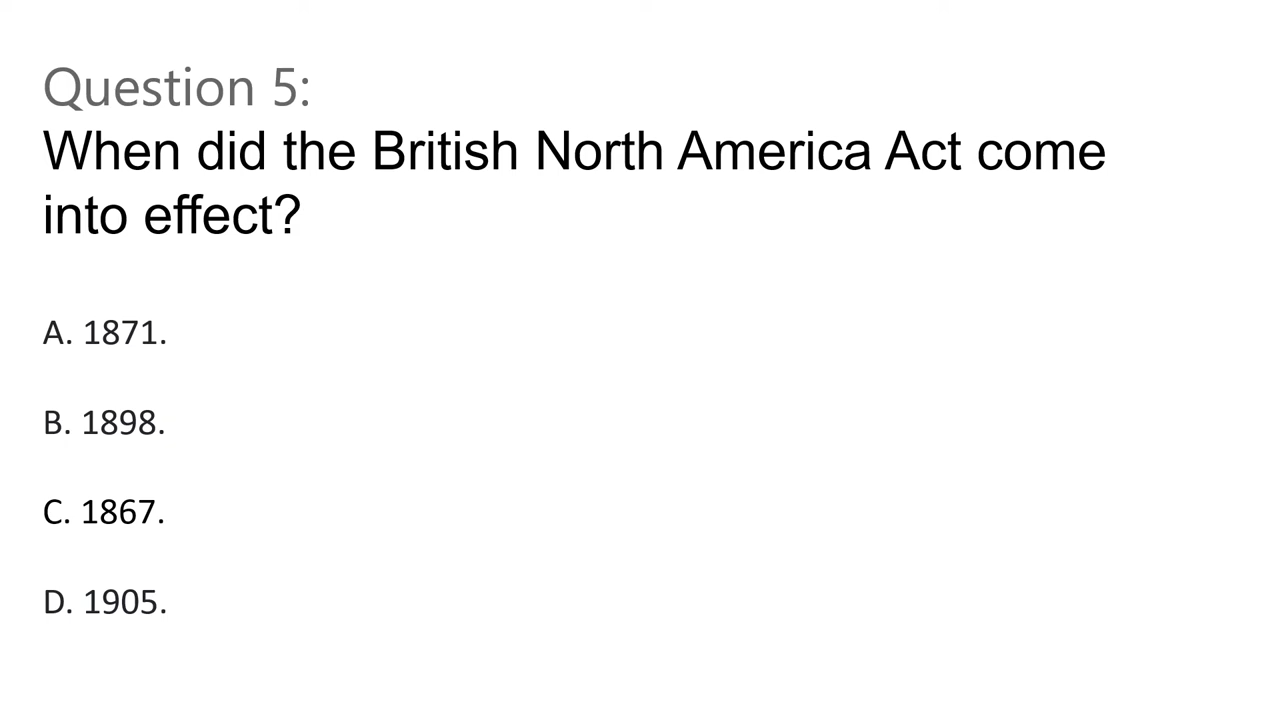 Question 5:
When did the British North America Act come
into effect?
A. 1871.
B. 1898.
C. 1867.
D. 1905.